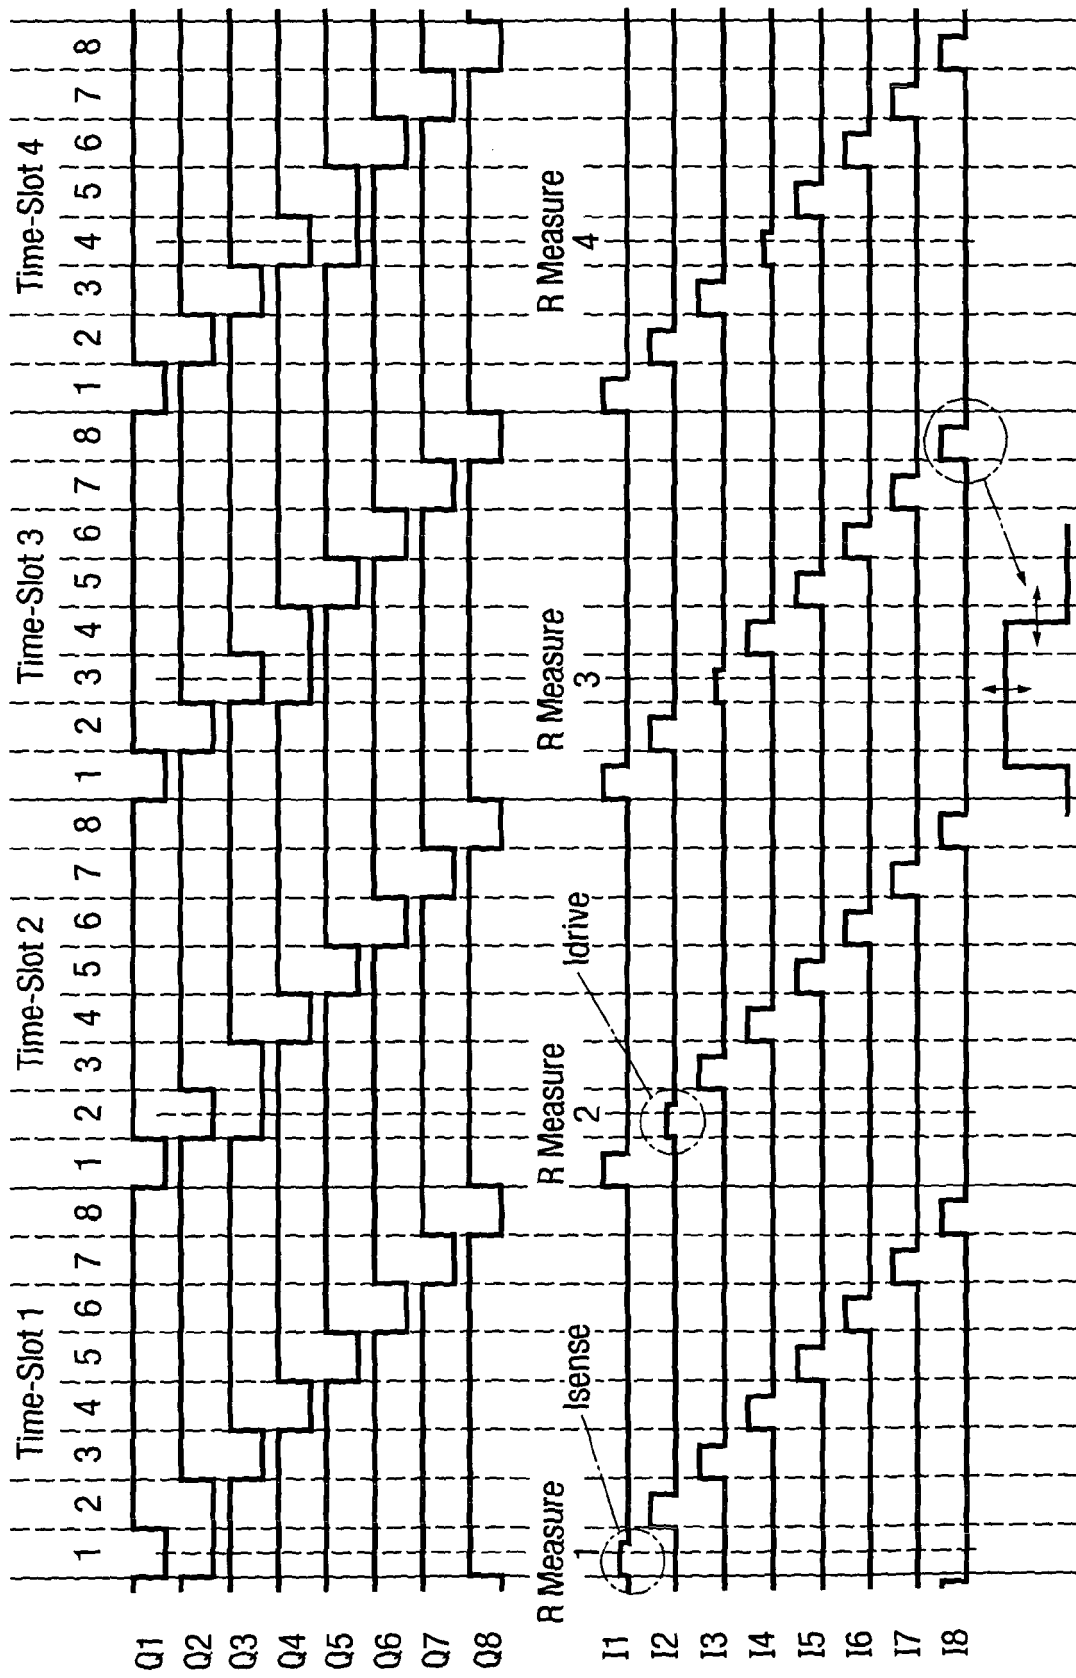 Time-Slot 1 Time-Slot 2 Time-Slot 3 Time-Slot 4
1 2 3 4 5 6 7 8 1 2 3 4 5 6 7 8 1 2 3 4 5 6 7 8 1 2 3 4 5 6 7 8
Q1
Q2
Q3
Q4
Q5
Q6
Q7
Q8
R Measure R Measure R Measure R Measure
1 2 3 4
Isense Idrive
I1
I2
I3
I4
I5
I6
I7
I8